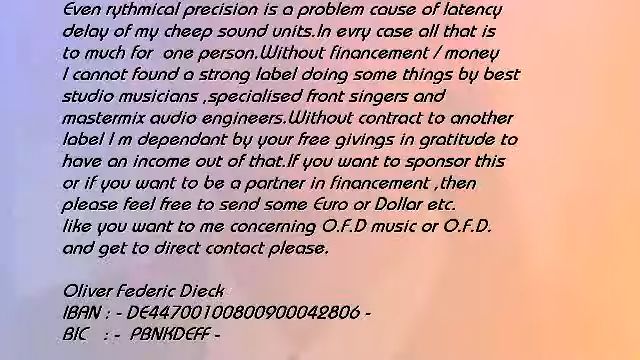 Even rythmical precision is a problem cause of latency
delay of my cheep sound units.In evry case all that is
to much for  one person.Without financement / money
I cannot found a strong label doing some things by best
studio musicians ,specialised front singers and
mastermix audio engineers.Without contract to another
label I m dependant by your free givings in gratitude to
have an income out of that.If you want to sponsor this
or if you want to be a partner in financement ,then
please feel free to send some Euro or Dollar etc.
like you want to me concerning O.F.D music or O.F.D.
and get to direct contact please.
Oliver Federic Dieck
IBAN : - DE44700100800900042806 -
BIC   : -  PBNKDEFF -